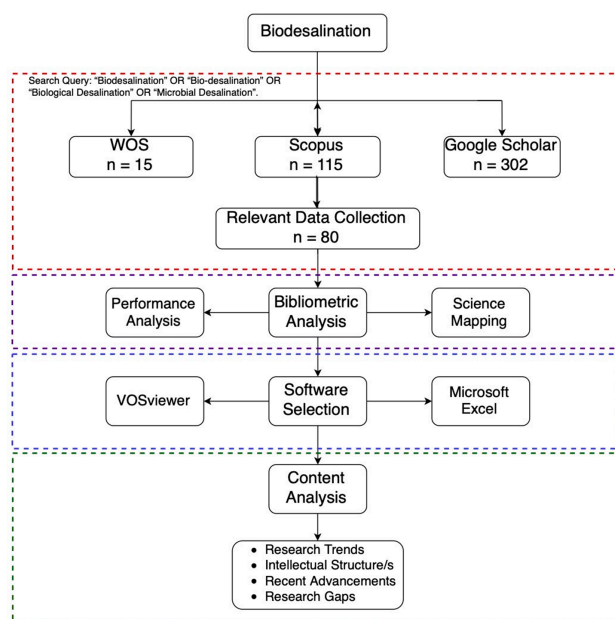 Biodesalination
Search Query: "Biodesalination" OR "Bio-desalination" OR
"Biological Desalination" OR "Microbial Desalination".
WOS
n = 15
Scopus
n = 115
Google Scholar
n = 302
Relevant Data Collection
n = 80
Performance
Analysis
Bibliometric
Analysis
Science
Mapping
VOSviewer
Software
Selection
Microsoft
Excel
Content
Analysis
• Research Trends
• Intellectual Structure/s
• Recent Advancements
• Research Gaps